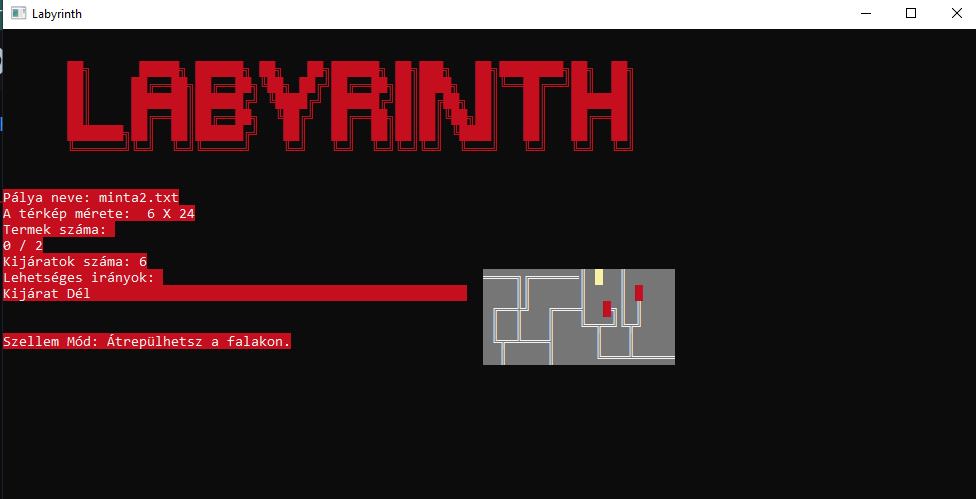 Labyrinth
LABYRINTH
Pálya neve: minta2.txt
A térkép mérete:  6 X 24
Termek száma:
0 / 2
Kijáratok száma: 6
Lehetséges irányok:
Kijárat Dél
Szellem Mód: Átrepülhetsz a falakon.